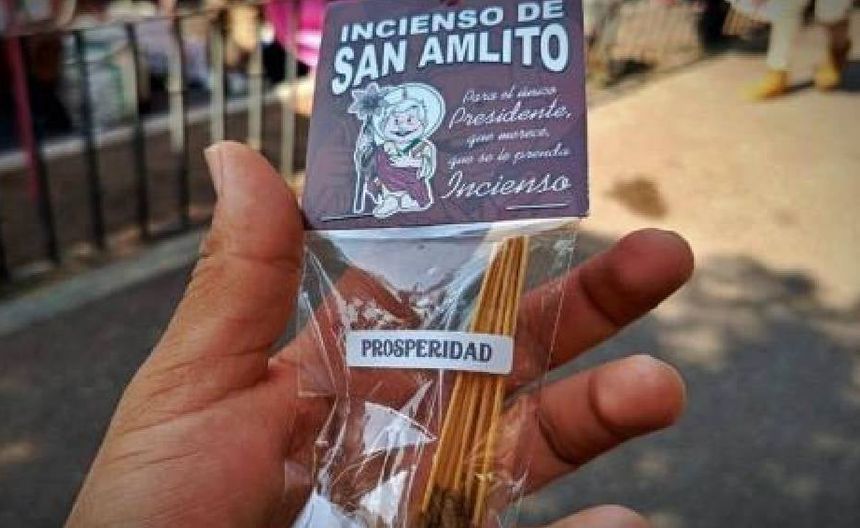 INCIENSO DE
SAN AMLITO
Para el único
Presidente,
que merece,
que se le prenda
Incienso
PROSPERIDAD